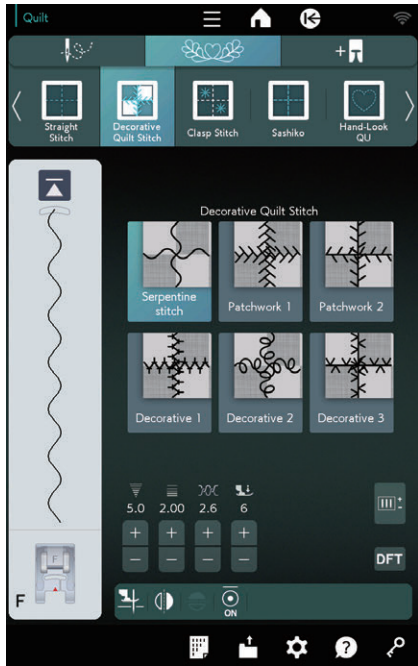 Quilt
+
Straight
Stitch
Decorative
Quilt Stitch
Clasp Stitch
Sashiko
Hand-Look
QU
Decorative Quilt Stitch
Serpentine
stitch
Patchwork 1
Patchwork 2
Decorative 1
Decorative 2
Decorative 3
5.0 2.00 2.6 6
+ + + +
− − − −
DFT
F
F
ON
?